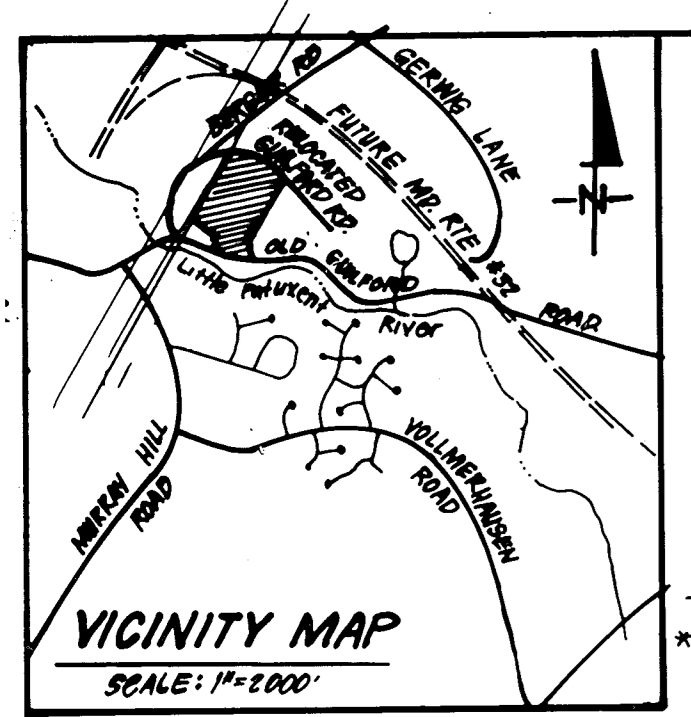 RD
GERWIG LANE
RELOCATED
GUILFORD RD.
FUTURE MD. RTE #32
N
OLD GUILFORD ROAD
Little Patuxent River
MURRAY HILL
ROAD
VOLLMERHAUSEN
ROAD
VICINITY MAP
SCALE: 1"=2000'
*